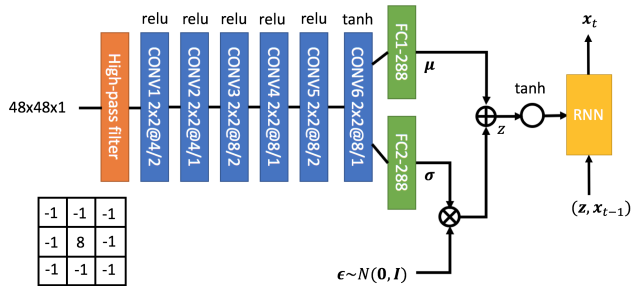 relu relu relu relu relu tanh
48x48x1
High-pass filter
CONV1 2x2@4/2
CONV2 2x2@4/1
CONV3 2x2@8/2
CONV4 2x2@8/1
CONV5 2x2@8/2
CONV6 2x2@8/1
FC1-288
μ
FC2-288
σ
z
tanh
RNN
x_t
(z, x_{t−1})
ϵ~N(0, I)
-1 -1 -1
-1 8 -1
-1 -1 -1